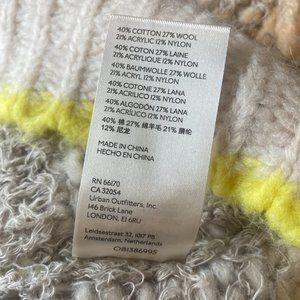 40% COTTON 27% WOOL
21% ACRYLIC 12% NYLON
40% COTON 27% LAINE
21% ACRYLIQUE 12% NYLON
40% BAUMWOLLE 27% WOLLE
21% ACRYL 12% NYLON
40% COTONE 27% LANA
21% ACRILICO 12% NYLON
40% ALGODÓN 27% LANA
21% ACRÍLICO 12% NYLON
40% 棉 27% 绵羊毛 21% 腈纶
12% 尼龙
MADE IN CHINA
HECHO EN CHINA
RN 66170
CA 32054
Urban Outfitters, Inc.
146 Brick Lane
LONDON, E1 6RU
Leidsestraat 32, 1017 PB
Amsterdam, Netherlands
OB1386995